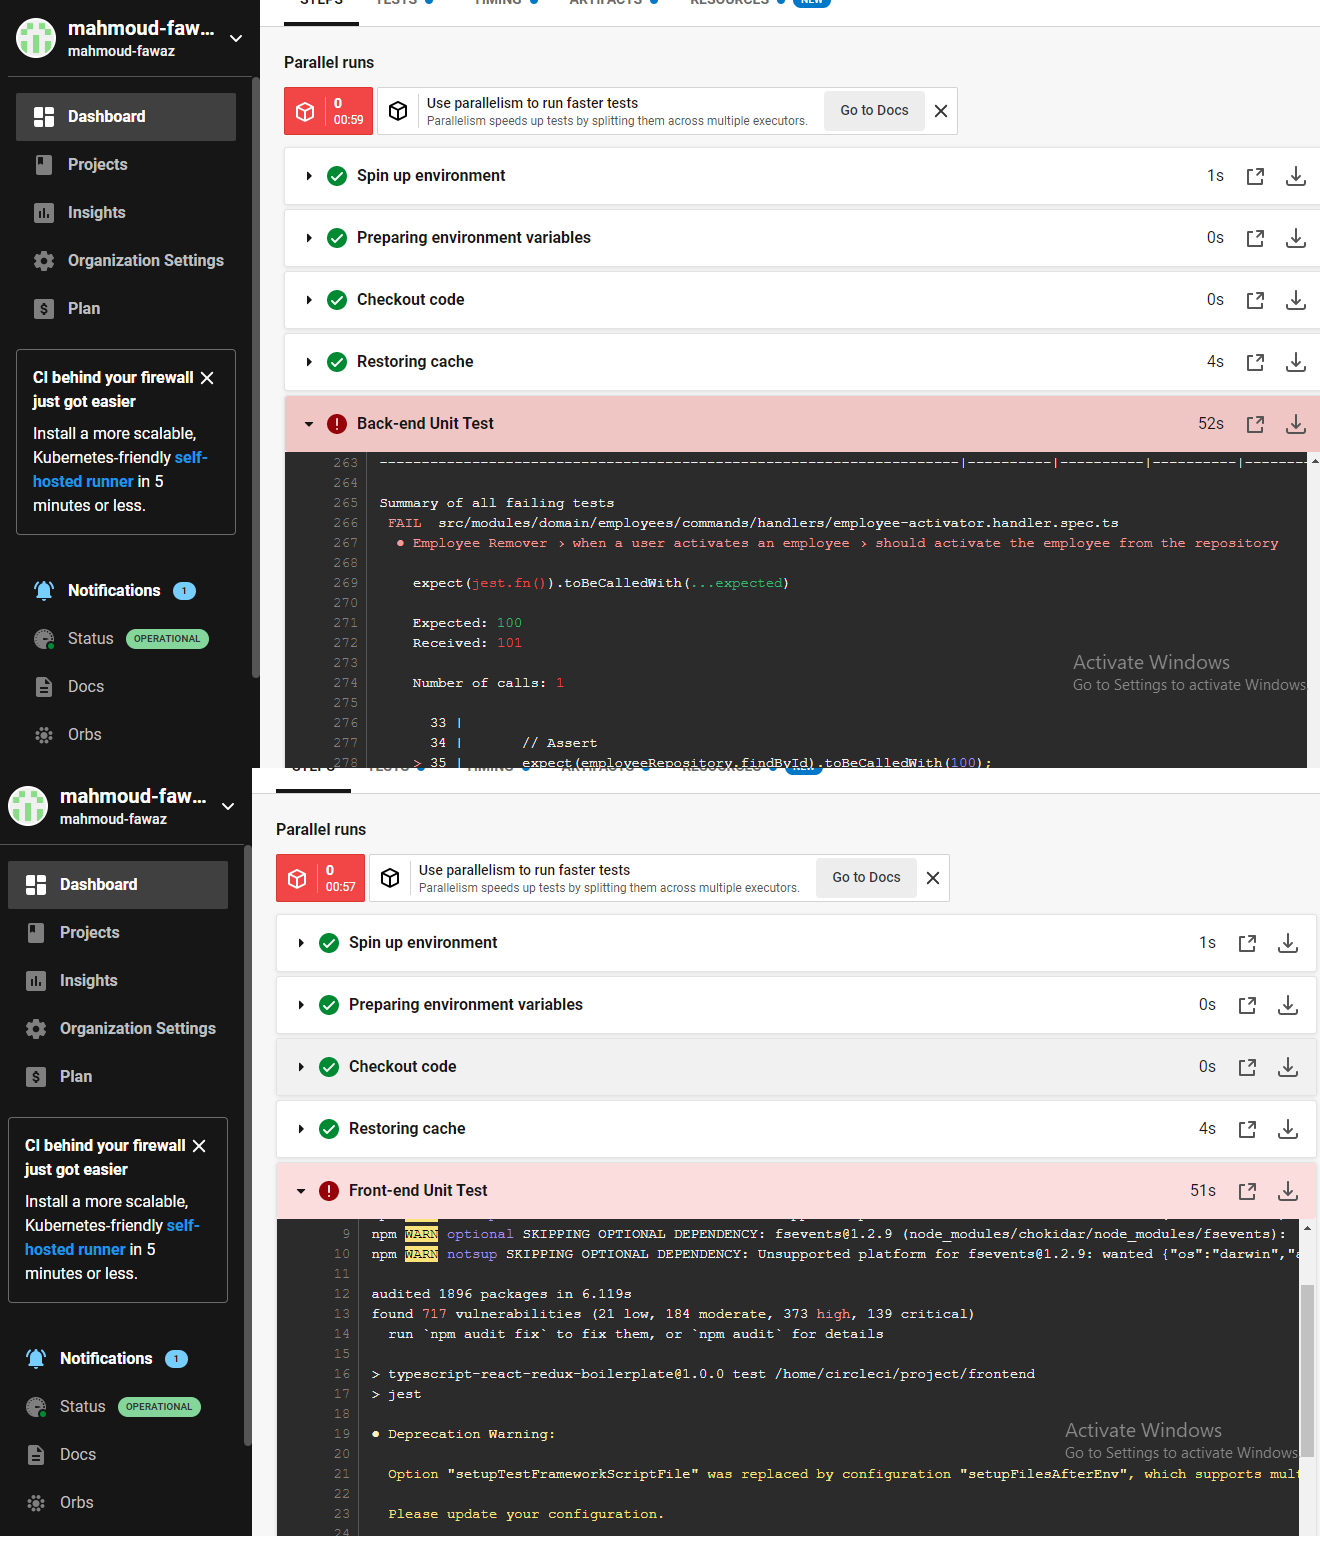 mahmoud-faw...
mahmoud-fawaz
Dashboard
Projects
Insights
Organization Settings
Plan
CI behind your firewall
just got easier
Install a more scalable,
Kubernetes-friendly self-
hosted runner in 5
minutes or less.
Notifications 1
Status OPERATIONAL
Docs
Orbs
STEPS TESTS TIMING ARTIFACTS RESOURCES NEW
Parallel runs
0
00:59
Use parallelism to run faster tests
Parallelism speeds up tests by splitting them across multiple executors.
Go to Docs
Spin up environment 1s
Preparing environment variables 0s
Checkout code 0s
Restoring cache 4s
Back-end Unit Test 52s
263 ---------------------------------------------------------------------|----------|----------|----------|--------
264
265 Summary of all failing tests
266 FAIL src/modules/domain/employees/commands/handlers/employee-activator.handler.spec.ts
267 ● Employee Remover › when a user activates an employee › should activate the employee from the repository
268
269 expect(jest.fn()).toBeCalledWith(...expected)
270
271 Expected: 100
272 Received: 101
273
274 Number of calls: 1
275
276 33 |
277 34 | // Assert
278 > 35 | expect(employeeRepository.findById).toBeCalledWith(100);
Activate Windows
Go to Settings to activate Windows.
mahmoud-faw...
mahmoud-fawaz
Dashboard
Projects
Insights
Organization Settings
Plan
CI behind your firewall
just got easier
Install a more scalable,
Kubernetes-friendly self-
hosted runner in 5
minutes or less.
Notifications 1
Status OPERATIONAL
Docs
Orbs
STEPS TESTS TIMING ARTIFACTS RESOURCES NEW
Parallel runs
0
00:57
Use parallelism to run faster tests
Parallelism speeds up tests by splitting them across multiple executors.
Go to Docs
Spin up environment 1s
Preparing environment variables 0s
Checkout code 0s
Restoring cache 4s
Front-end Unit Test 51s
9 npm WARN optional SKIPPING OPTIONAL DEPENDENCY: fsevents@1.2.9 (node_modules/chokidar/node_modules/fsevents):
10 npm WARN notsup SKIPPING OPTIONAL DEPENDENCY: Unsupported platform for fsevents@1.2.9: wanted {"os":"darwin","a
11
12 audited 1896 packages in 6.119s
13 found 717 vulnerabilities (21 low, 184 moderate, 373 high, 139 critical)
14 run `npm audit fix` to fix them, or `npm audit` for details
15
16 > typescript-react-redux-boilerplate@1.0.0 test /home/circleci/project/frontend
17 > jest
18
19 ● Deprecation Warning:
20
21 Option "setupTestFrameworkScriptFile" was replaced by configuration "setupFilesAfterEnv", which supports mult
22
23 Please update your configuration.
24
Activate Windows
Go to Settings to activate Windows.